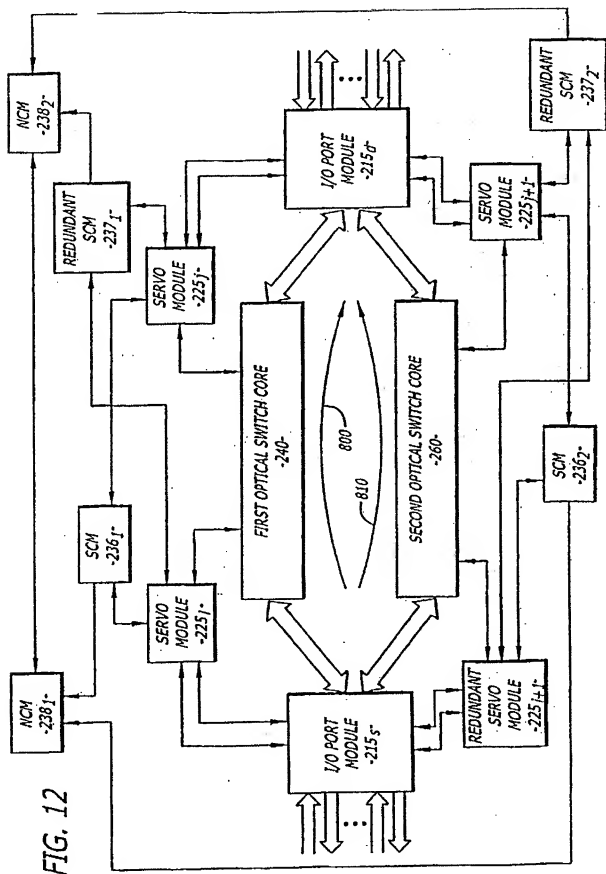 FIG. 12
NCM
-238₁-
NCM
-238₂-
SCM
-236₁-
REDUNDANT
SCM
-237₁-
SERVO
MODULE
-225i-
SERVO
MODULE
-225j-
I/O PORT
MODULE
-215s-
FIRST OPTICAL SWITCH CORE
-240-
I/O PORT
MODULE
-215d-
800
810
SECOND OPTICAL SWITCH CORE
-260-
REDUNDANT
SERVO
MODULE
-225i+1-
SERVO
MODULE
-225j+1-
SCM
-236₂-
REDUNDANT
SCM
-237₂-